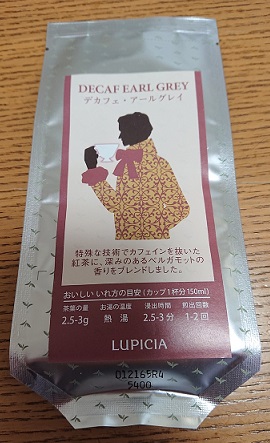 DECAF EARL GREY
デカフェ・アールグレイ
特殊な技術でカフェインを抜いた
紅茶に、深みのあるベルガモットの
香りをブレンドしました。
おいしいいれ方の目安(カップ1杯分150ml)
茶葉の量 お湯の温度 浸出時間 煎出回数
2.5-3g 熱湯 2.5-3分 1-2回
LUPICIA
012165R4
5400